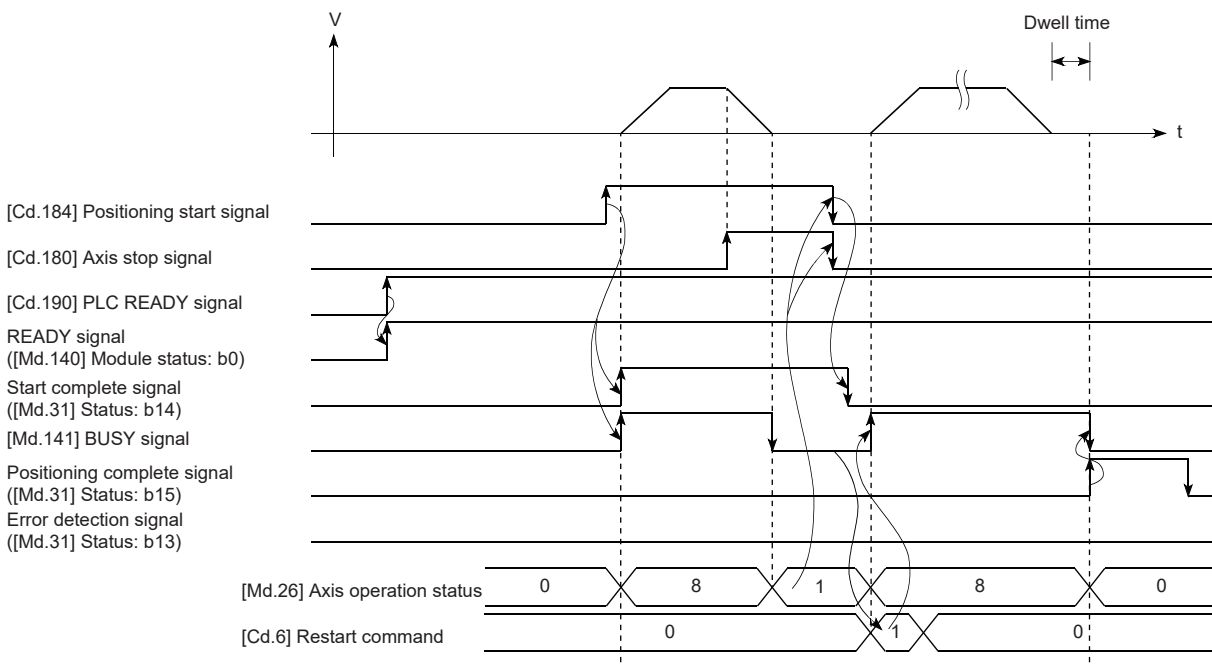 V
Dwell time
t
[Cd.184] Positioning start signal
[Cd.180] Axis stop signal
[Cd.190] PLC READY signal
READY signal
([Md.140] Module status: b0)
Start complete signal
([Md.31] Status: b14)
[Md.141] BUSY signal
Positioning complete signal
([Md.31] Status: b15)
Error detection signal
([Md.31] Status: b13)
[Md.26] Axis operation status 0 8 1 8 0
[Cd.6] Restart command 0 1 0